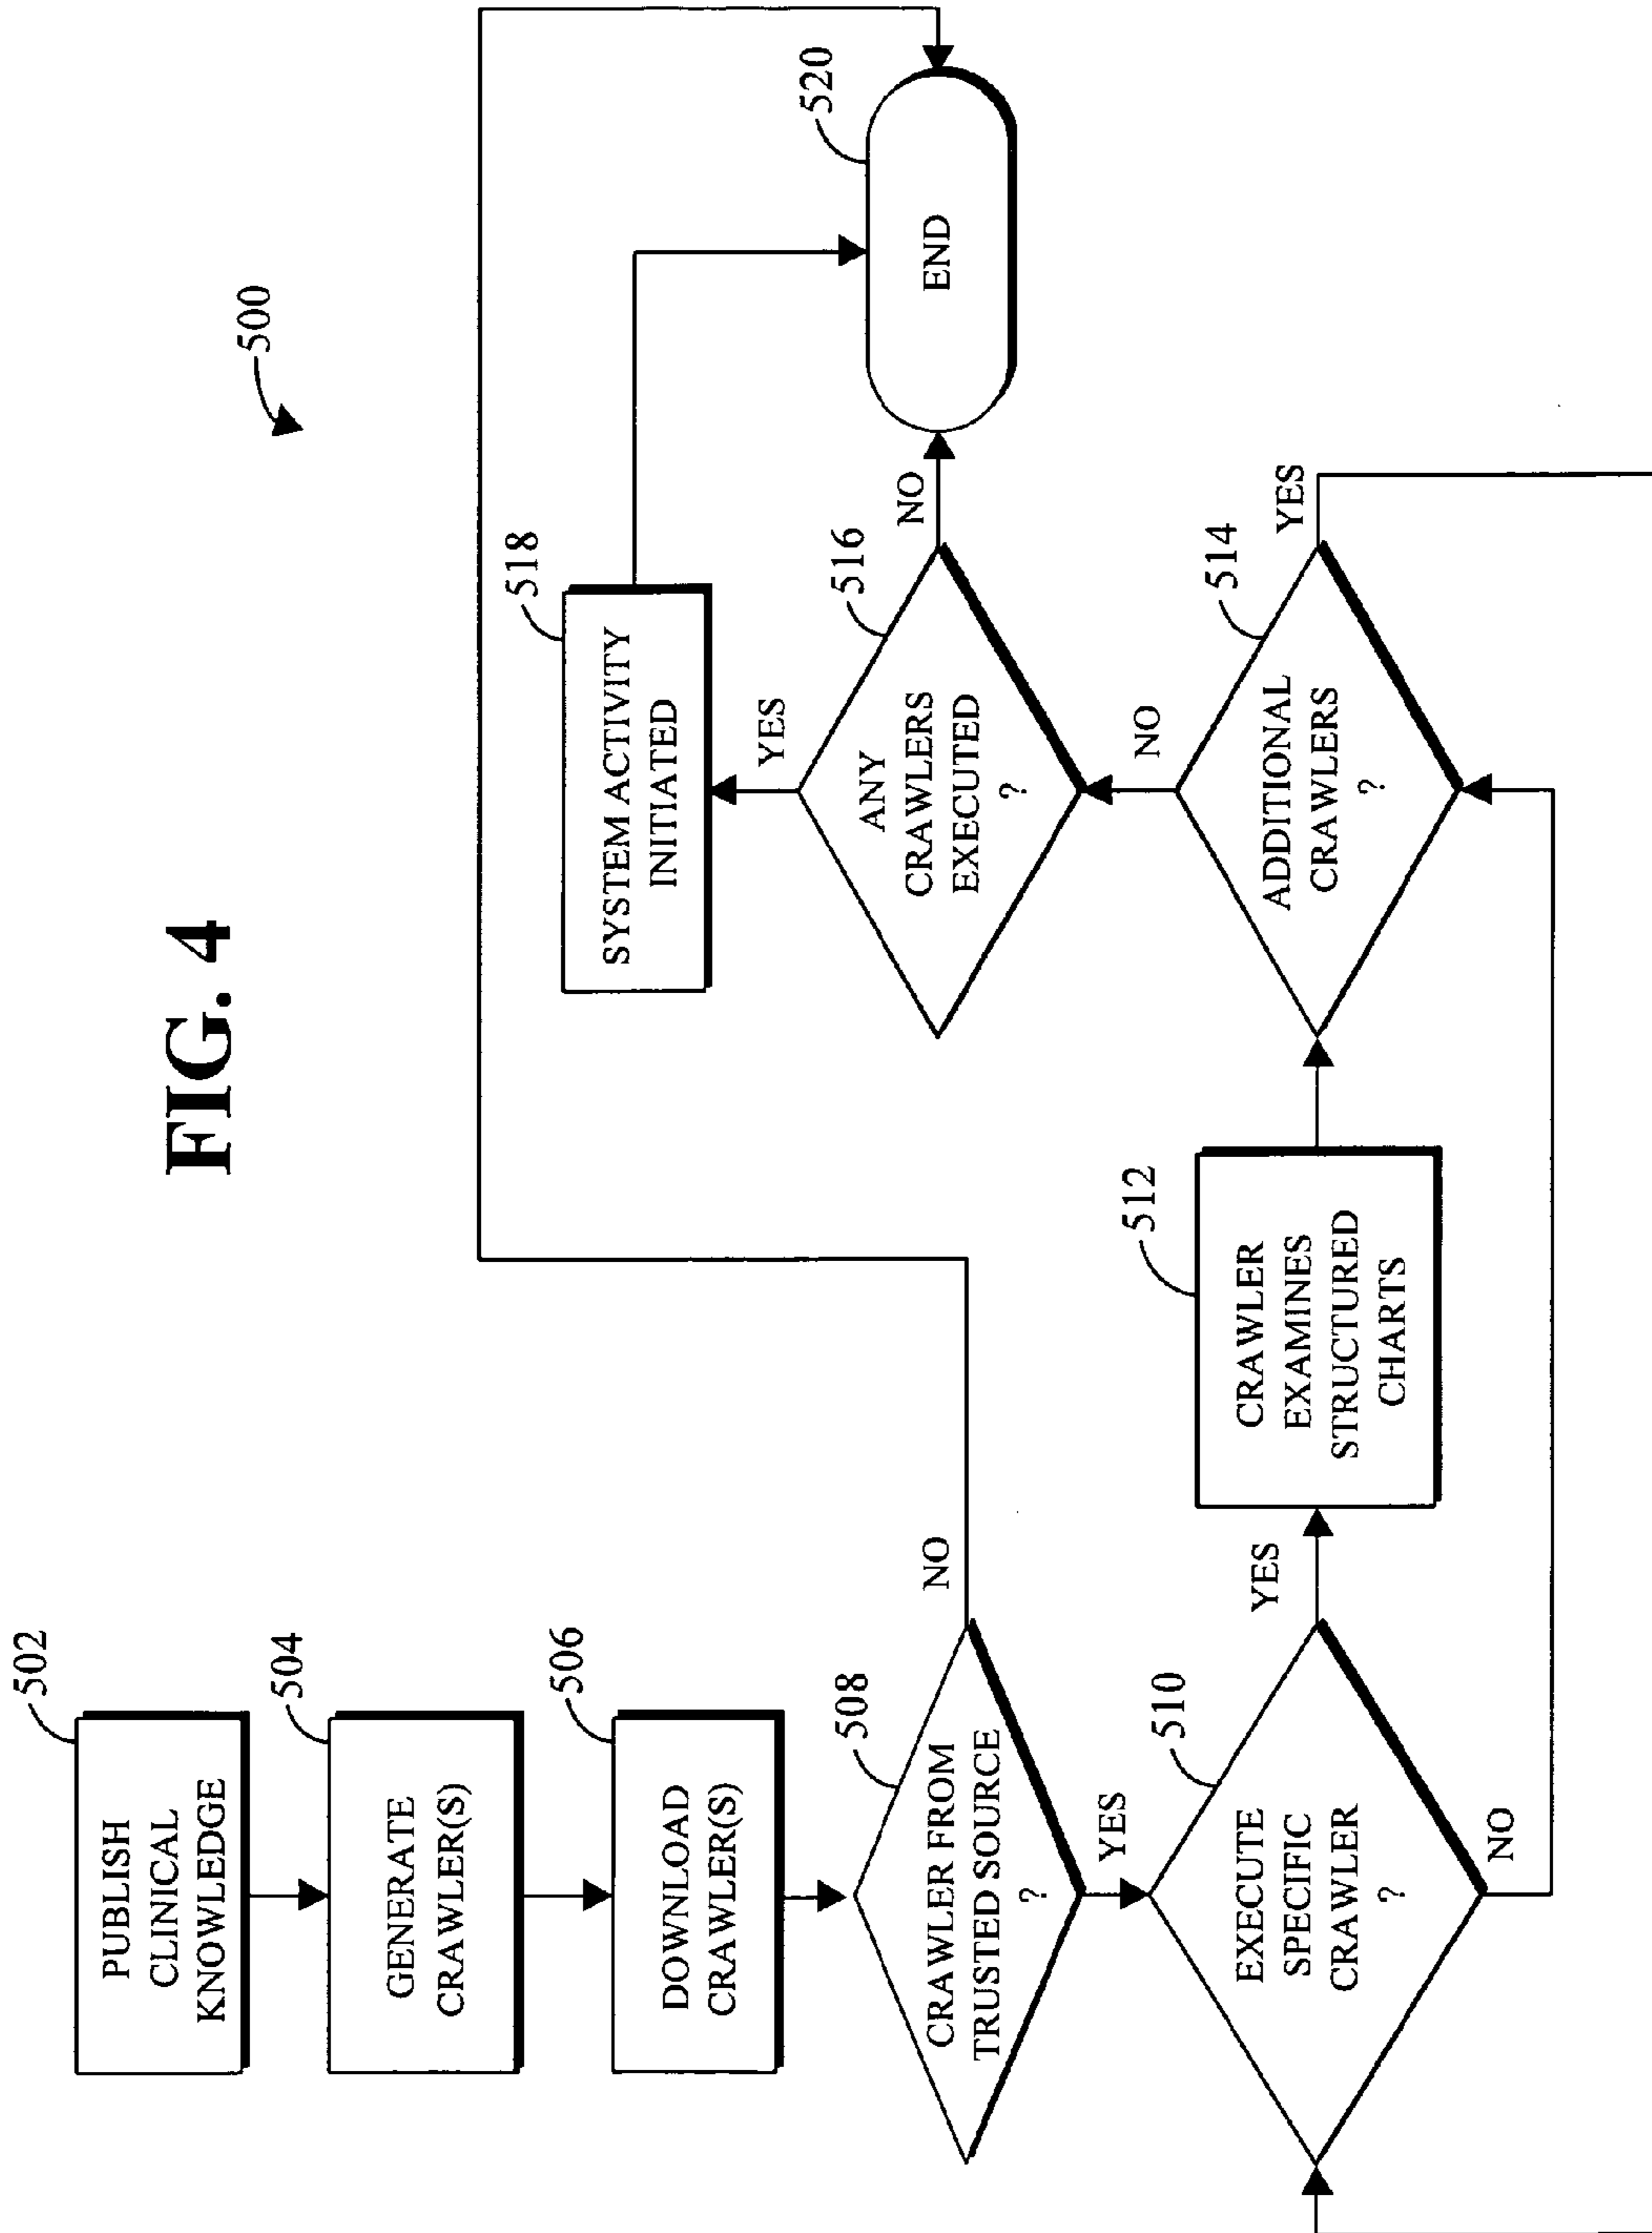 FIG. 4
500
502
PUBLISH
CLINICAL
KNOWLEDGE
504
GENERATE
CRAWLER(S)
506
DOWNLOAD
CRAWLER(S)
508
CRAWLER FROM
TRUSTED SOURCE
?
NO
YES
510
EXECUTE
SPECIFIC
CRAWLER
?
YES
NO
512
CRAWLER
EXAMINES
STRUCTURED
CHARTS
514
ADDITIONAL
CRAWLERS
?
YES
NO
516
ANY
CRAWLERS
EXECUTED
?
NO
YES
518
SYSTEM ACTIVITY
INITIATED
520
END